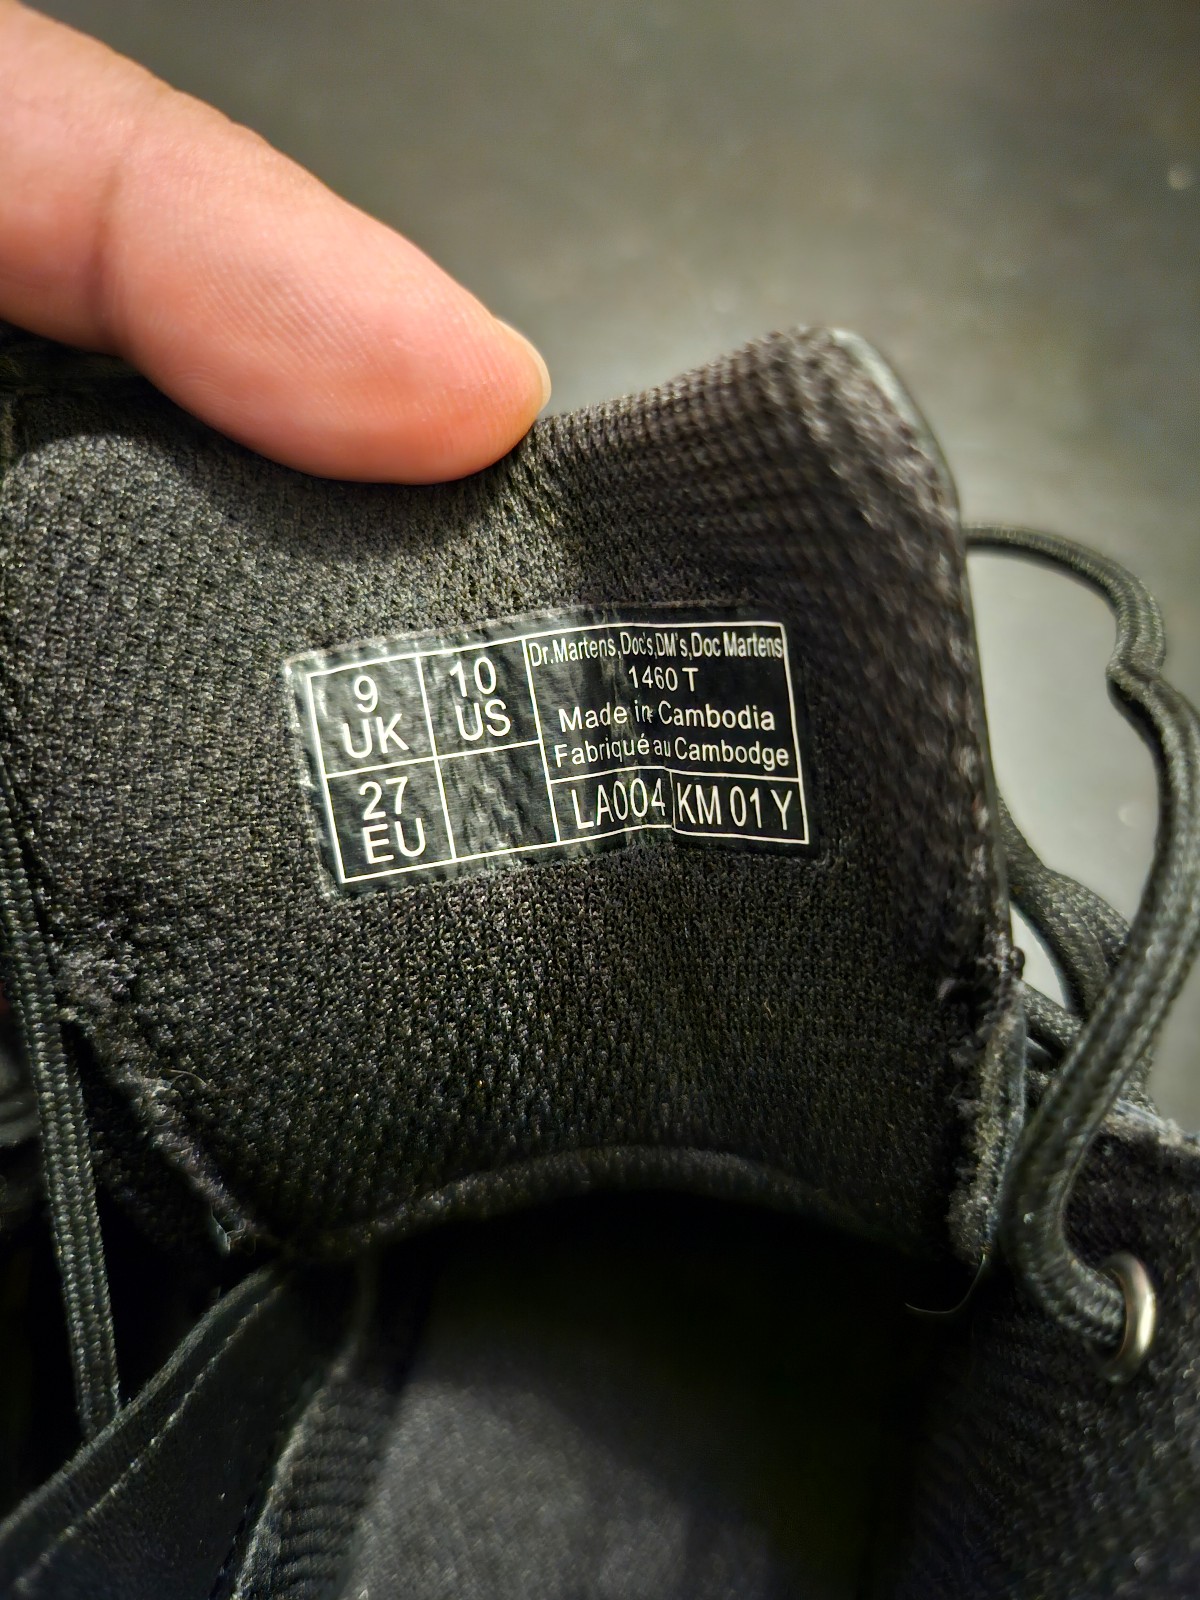 9
UK
10
US
27
EU
Dr.Martens,Doc's,DM's,Doc Martens
1460 T
Made in Cambodia
Fabriqué au Cambodge
LA004
KM 01 Y